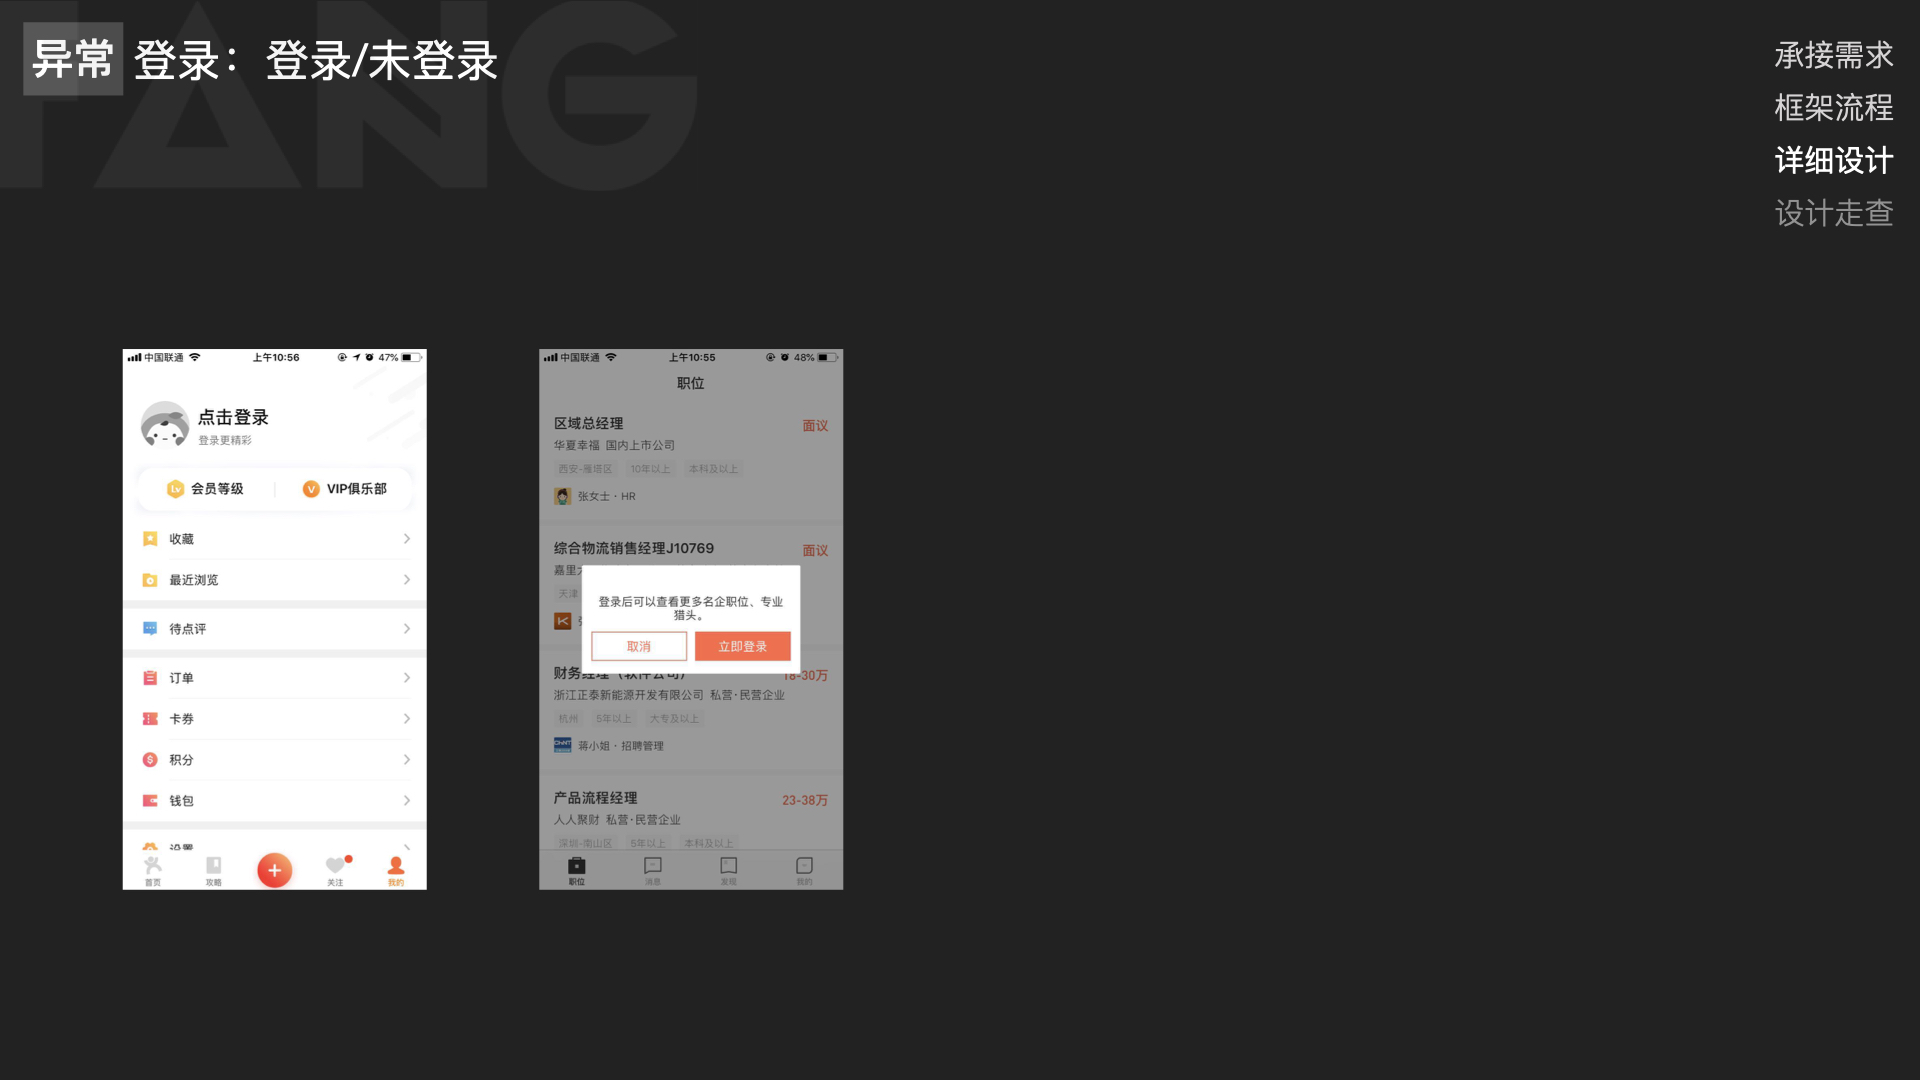 TANG
异常 登录：登录/未登录
承接需求
框架流程
详细设计
设计走查
中国联通 上午10:56 47%
点击登录
登录更精彩
Lv 会员等级 V VIP俱乐部
收藏
最近浏览
待点评
订单
卡券
积分
钱包
设置
首页 攻略 关注 我的
中国联通 上午10:55 48%
职位
区域总经理 面议
华夏幸福 国内上市公司
西安-雁塔区 10年以上 本科及以上
张女士·HR
综合物流销售经理J10769 面议
嘉里
天津
登录后可以查看更多名企职位、专业
猎头。
取消 立即登录
财务经理（软件公司） 18-30万
浙江正泰新能源开发有限公司 私营·民营企业
杭州 5年以上 大专及以上
CHNT 蒋小姐·招聘管理
产品流程经理 23-38万
人人聚财 私营·民营企业
深圳-南山区 5年以上 本科及以上
职位 消息 发现 我的